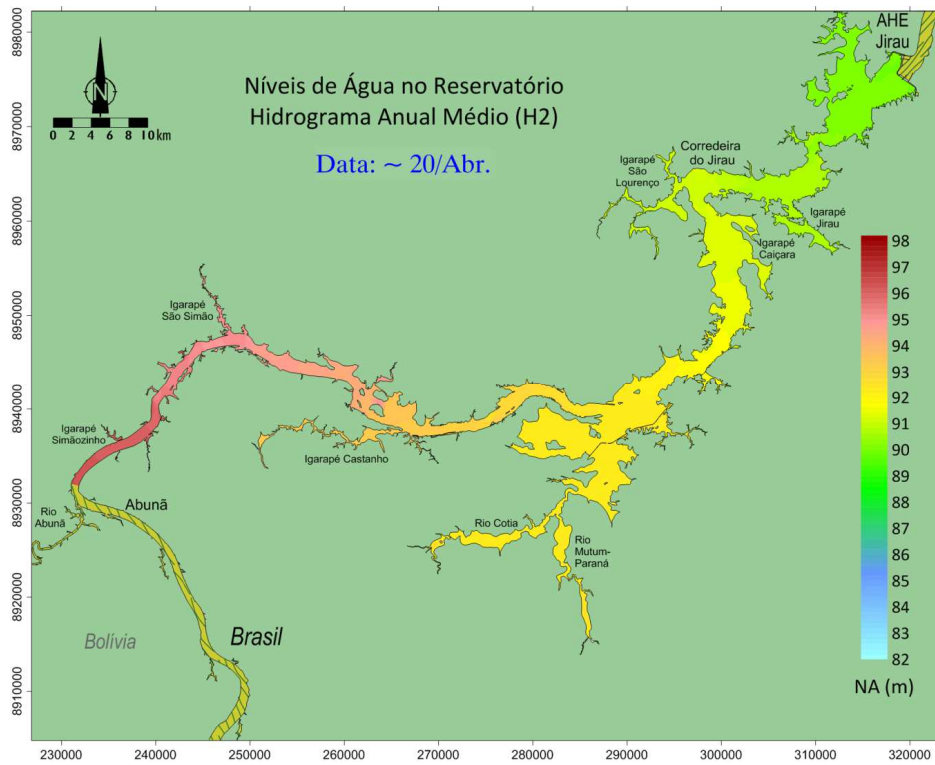 AHE
Jirau
Níveis de Água no Reservatório
Hidrograma Anual Médio (H2)
Data: ~ 20/Abr.
N
0 2 4 6 8 10 km
Corredeira
do Jirau
Igarapé
São
Lourenço
Igarapé
Jirau
Igarapé
Caiçara
Igarapé
São Simão
Igarapé
Simãozinho
Igarapé Castanho
Rio
Abunã
Abunã
Rio Cotia
Rio
Mutum-
Paraná
Bolivia
Brasil
98
97
96
95
94
93
92
91
90
89
88
87
86
85
84
83
82
NA (m)
8980000
8970000
8960000
8950000
8940000
8930000
8920000
8910000
230000 240000 250000 260000 270000 280000 290000 300000 310000 320000